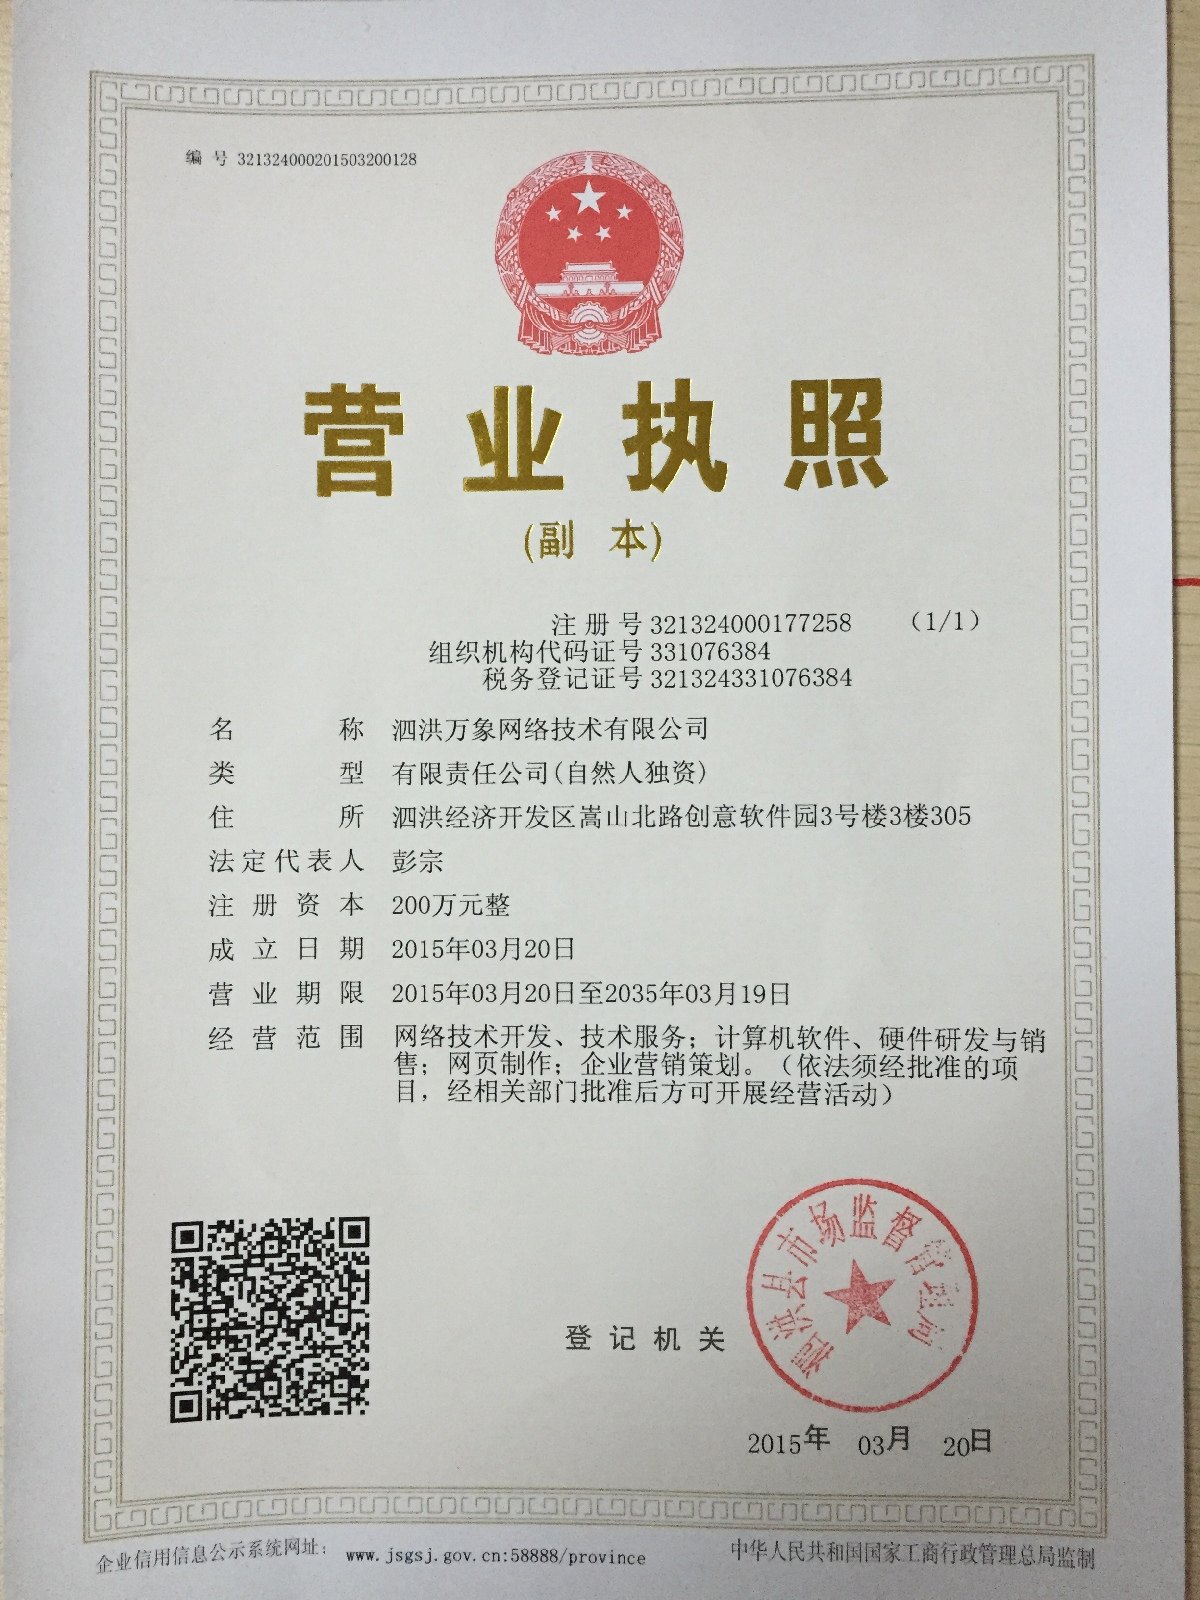 编号 321324000201503200128
营业执照
(副本)
注册号 321324000177258 （1/1）
组织机构代码证号 331076384
税务登记证号 321324331076384
名称 泗洪万象网络技术有限公司
类型 有限责任公司(自然人独资)
住所 泗洪经济开发区嵩山北路创意软件园3号楼3楼305
法定代表人 彭宗
注册资本 200万元整
成立日期 2015年03月20日
营业期限 2015年03月20日至2035年03月19日
经营范围 网络技术开发、技术服务；计算机软件、硬件研发与销
售；网页制作；企业营销策划。（依法须经批准的项
目，经相关部门批准后方可开展经营活动）
泗洪县市场监督管理局
登记机关
2015年 03月 20日
企业信用信息公示系统网址： www.jsgsj.gov.cn:58888/province
中华人民共和国国家工商行政管理总局监制